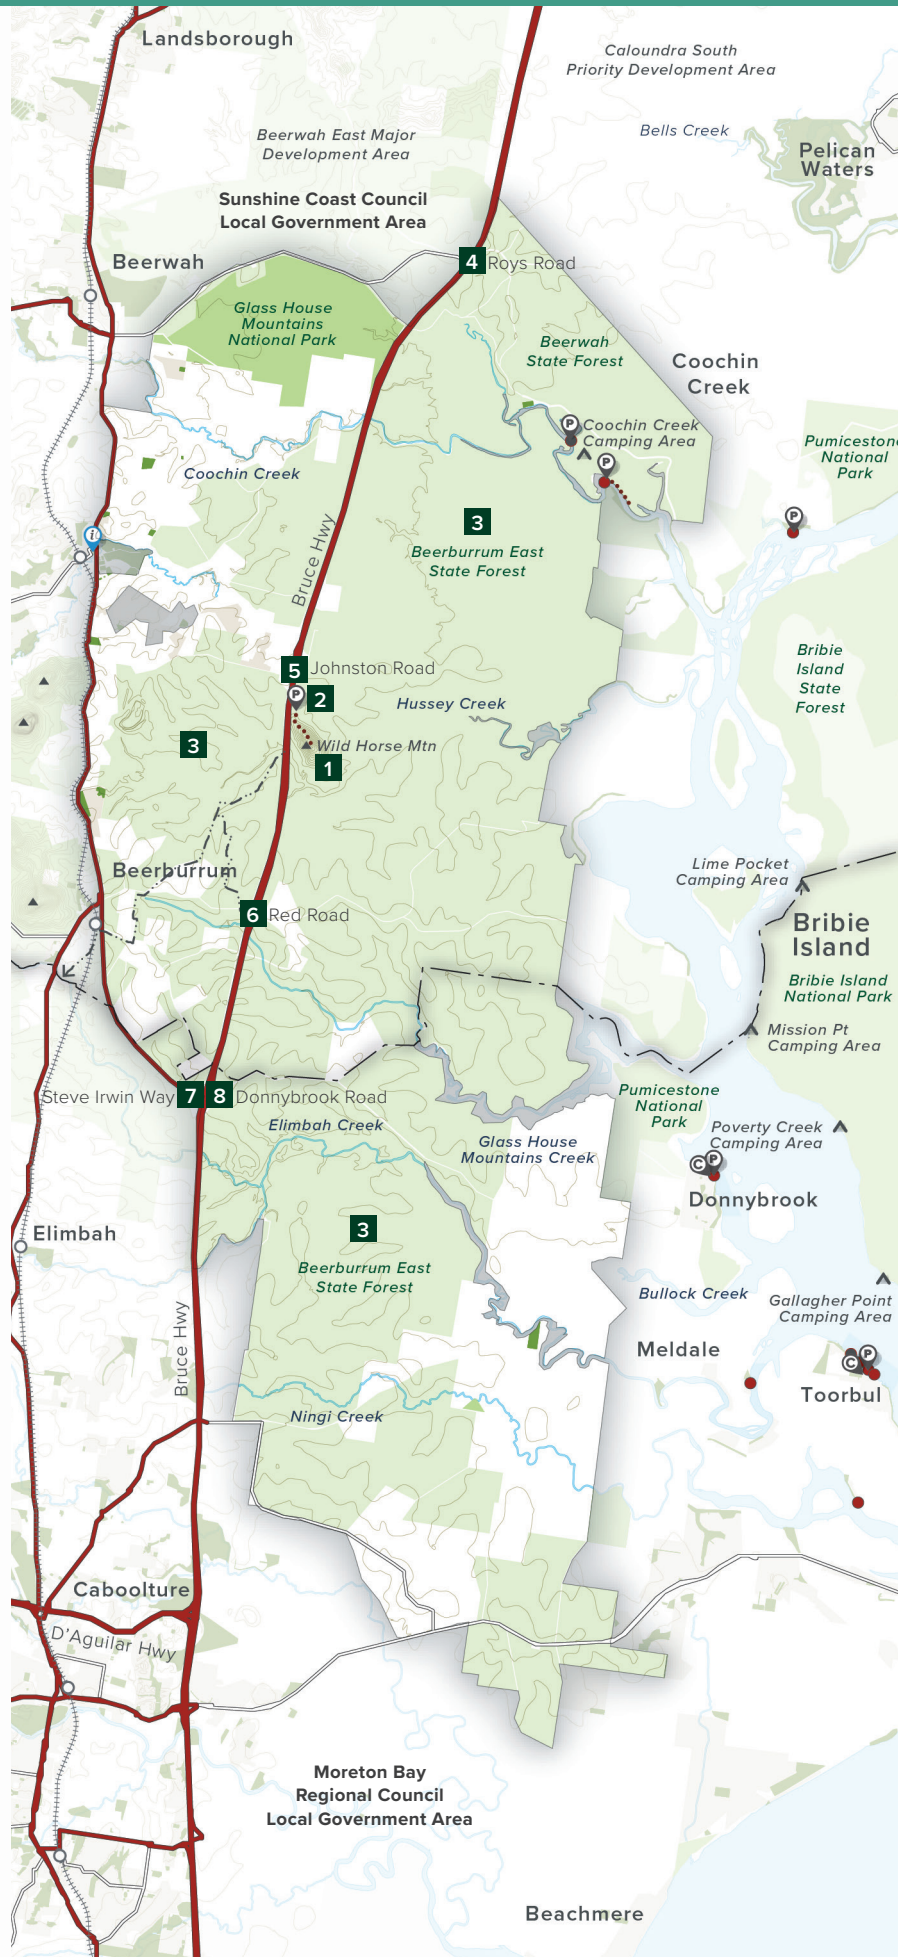 Landsborough
Caloundra South
Priority Development Area
Bells Creek
Beerwah East Major
Development Area
Pelican
Waters
Sunshine Coast Council
Local Government Area
Beerwah
4 Roys Road
Glass House
Mountains
National Park
Beerwah
State Forest
Coochin
Creek
P
Coochin Creek
Camping Area
P
Pumicestone
National
Park
Coochin Creek
P
3
Beerburrum East
State Forest
i
Bruce Hwy
Bribie
Island
State
Forest
5 Johnston Road
P
2
Hussey Creek
3
Wild Horse Mtn
1
Lime Pocket
Camping Area
Beerburrum
6 Red Road
Bribie
Island
Bribie Island
National Park
Mission Pt
Camping Area
Steve Irwin Way 7
8 Donnybrook Road
Pumicestone
National
Park
Elimbah Creek
Poverty Creek
Camping Area
Glass House
Mountains Creek
C P
Donnybrook
Elimbah
3
Beerburrum East
State Forest
Bullock Creek
Gallagher Point
Camping Area
Bruce Hwy
Meldale
C P
Toorbul
Ningi Creek
Caboolture
D'Aguilar Hwy
Moreton Bay
Regional Council
Local Government Area
Beachmere